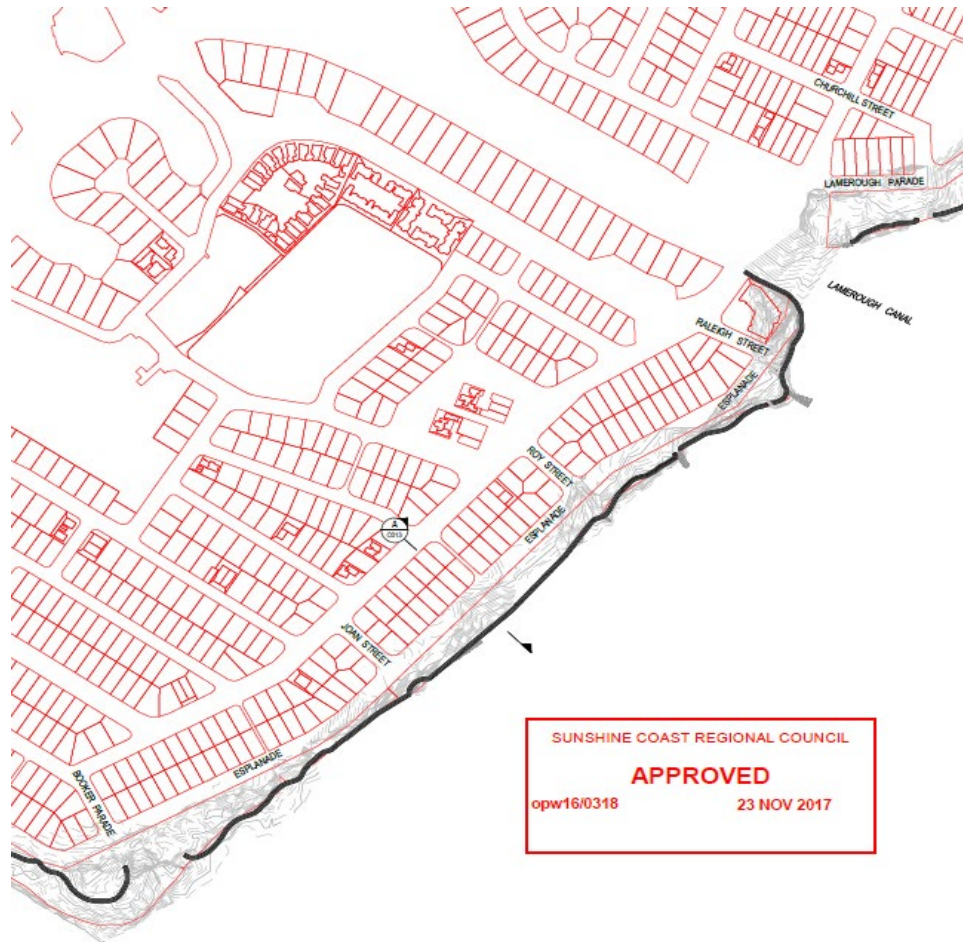 CHURCHILL STREET
LAMEROUGH PARADE
LAMEROUGH CANAL
RALEIGH STREET
ESPLANADE
ROY STREET
ESPLANADE
A
C013
JOAN STREET
ESPLANADE
BOOKER PARADE
SUNSHINE COAST REGIONAL COUNCIL
APPROVED
opw16/0318 23 NOV 2017